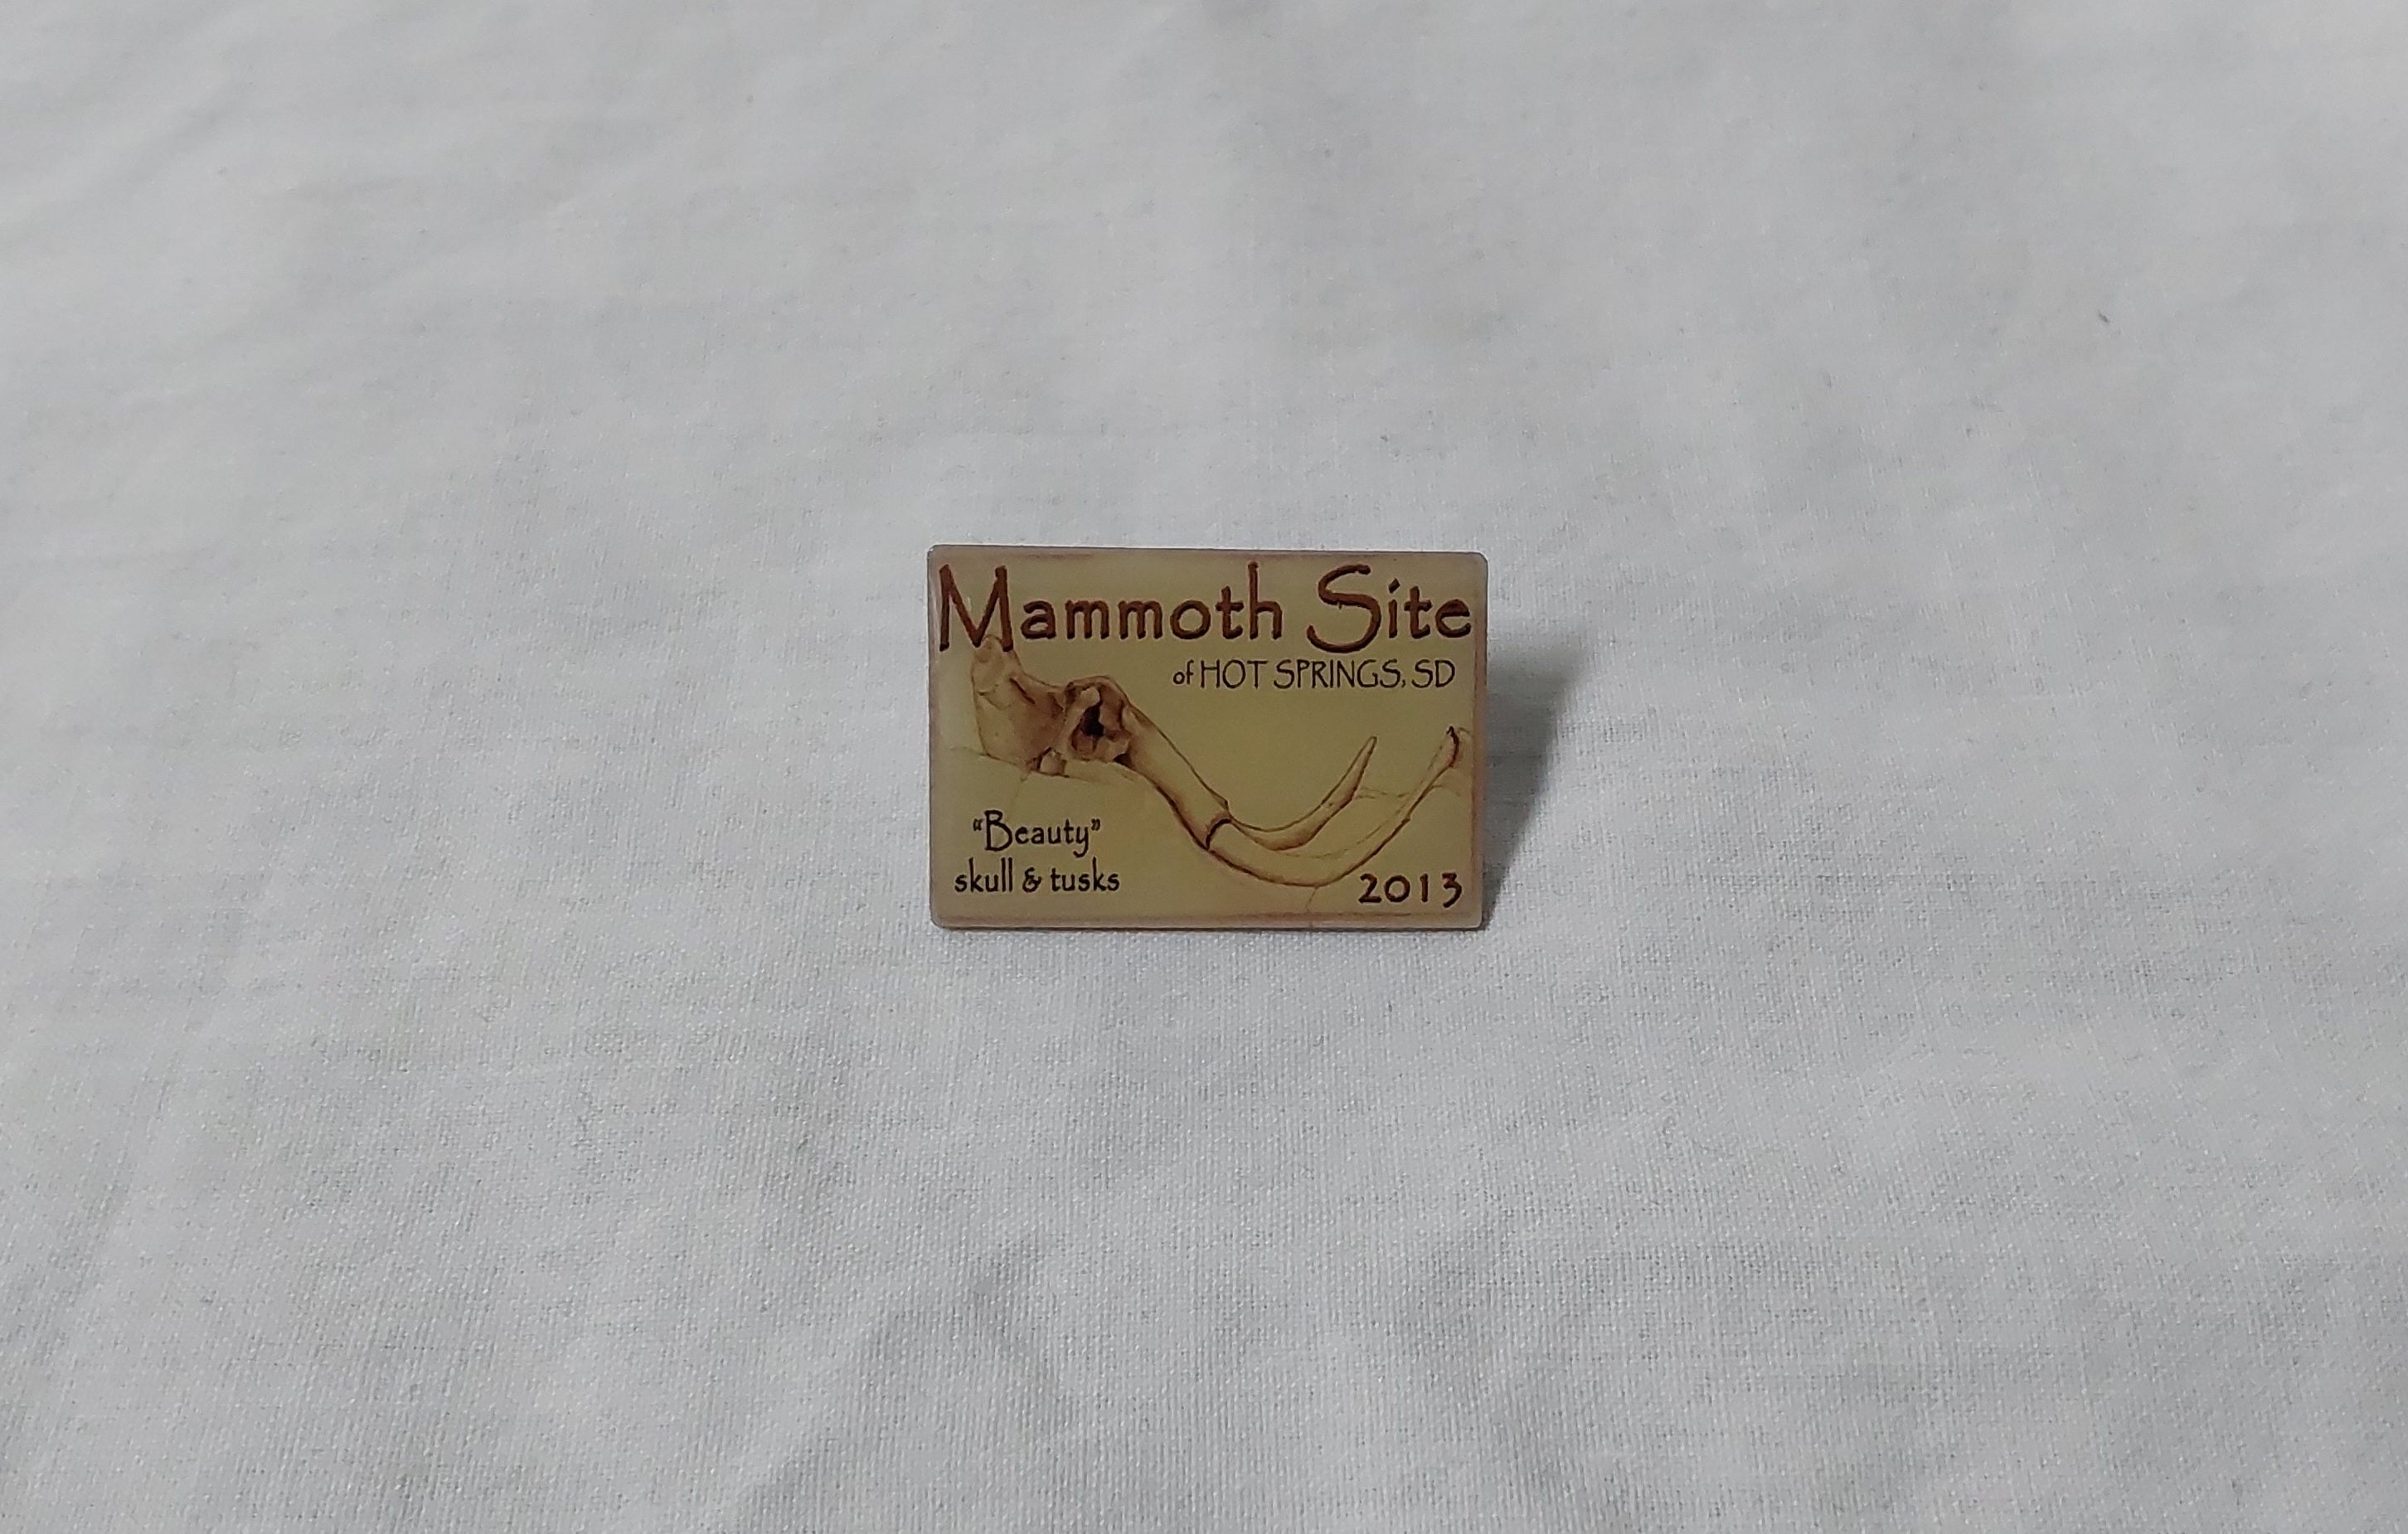 Mammoth Site
of HOT SPRINGS, SD
"Beauty"
skull & tusks
2013